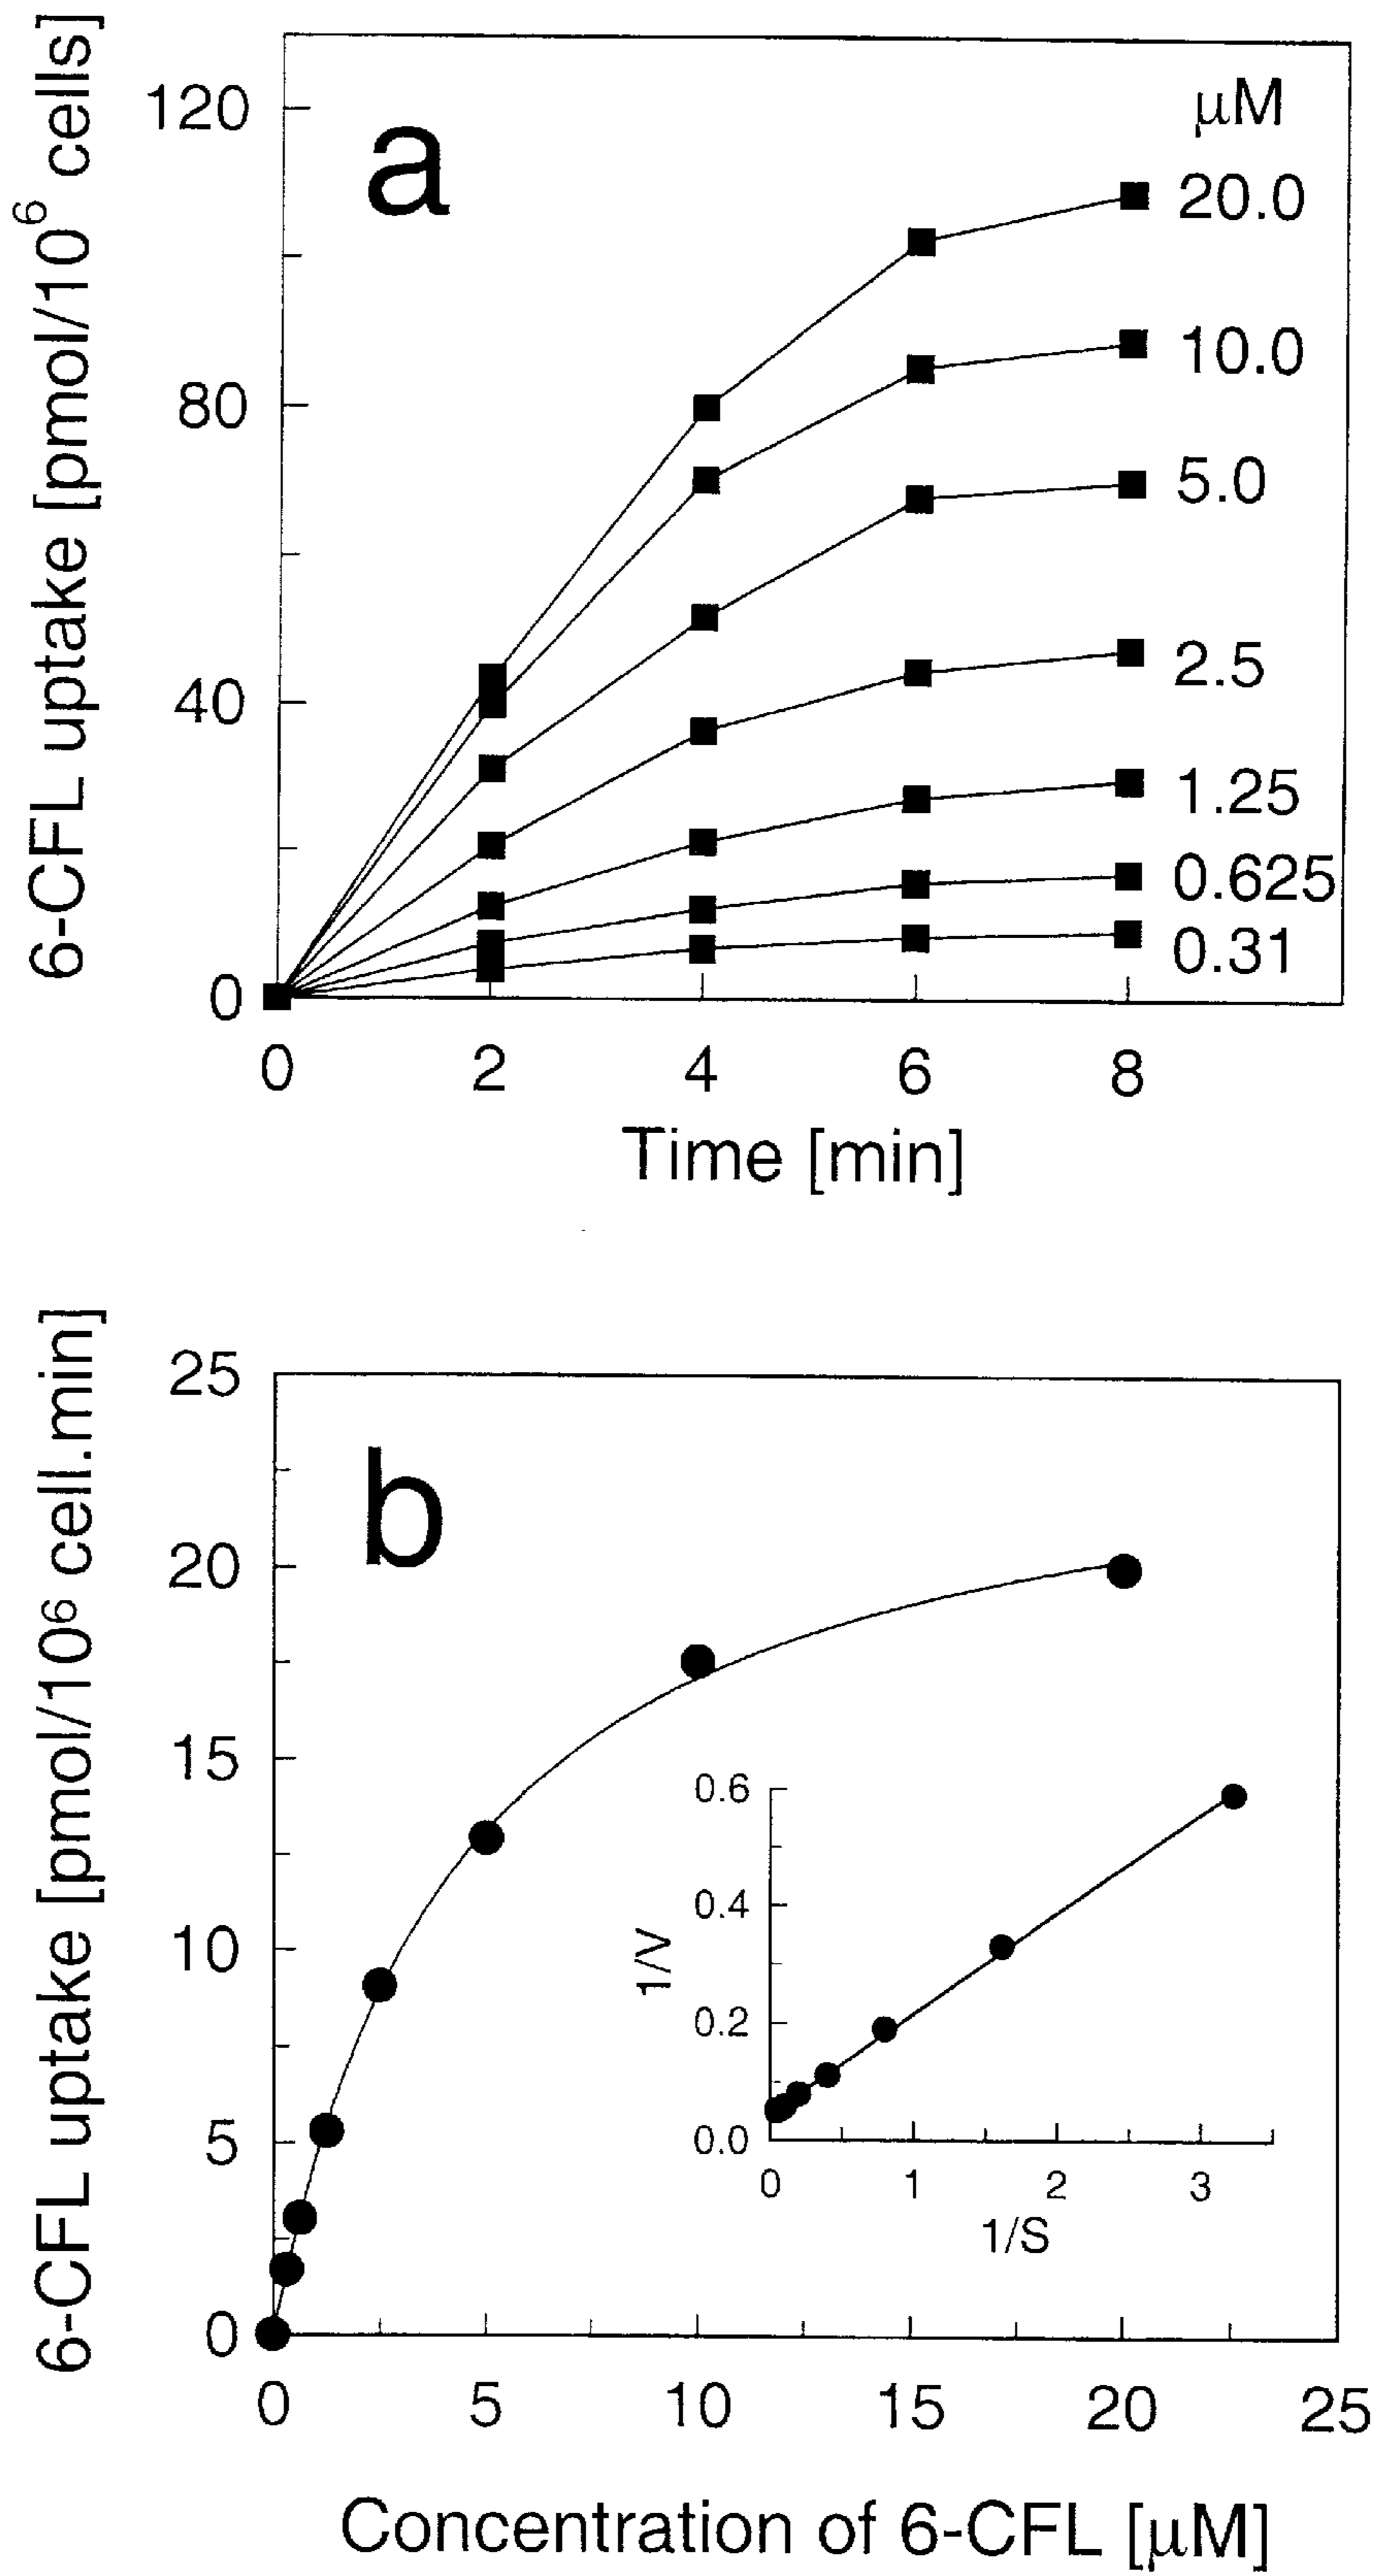 6-CFL uptake [pmol/10⁶ cells]
a
μM
120
80
40
0
20.0
10.0
5.0
2.5
1.25
0.625
0.31
0 2 4 6 8
Time [min]
6-CFL uptake [pmol/10⁶ cell.min]
b
25
20
15
10
5
0
1/V
0.6
0.4
0.2
0.0
0 1 2 3
1/S
0 5 10 15 20 25
Concentration of 6-CFL [μM]